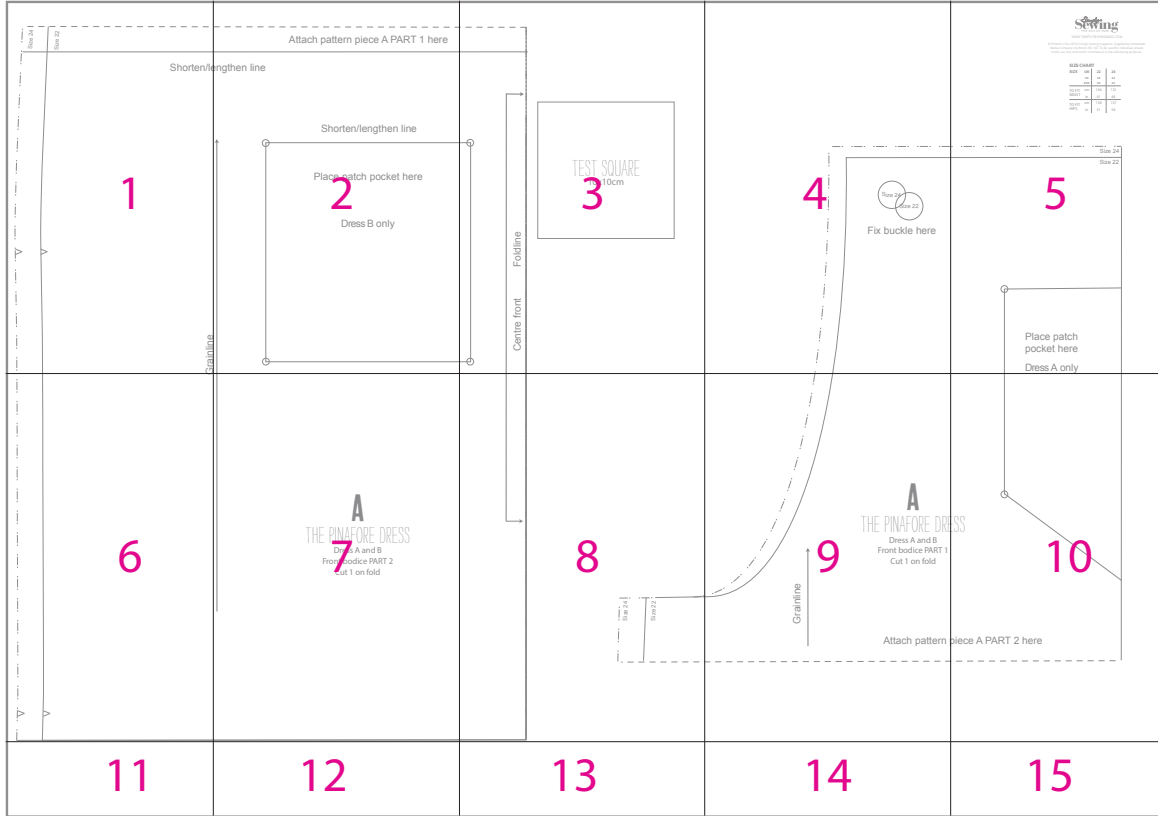 Size 24
Size 22
Attach pattern piece A PART 1 here
Shorten/lengthen line
Shorten/lengthen line
Place patch pocket here
Dress B only
Grainline
Centre front
Foldline
TEST SQUARE
10cm
Sewing
Size 24
Size 22
Size 24
Size 22
Fix buckle here
Place patch
pocket here
Dress A only
1
2
3
4
5
A
THE PINAFORE DRESS
Dress A and B
Front bodice PART 2
Cut 1 on fold
A
THE PINAFORE DRESS
Dress A and B
Front bodice PART 1
Cut 1 on fold
Grainline
Size 24
Size 22
Attach pattern piece A PART 2 here
6
7
8
9
10
11
12
13
14
15
SIZE CHART